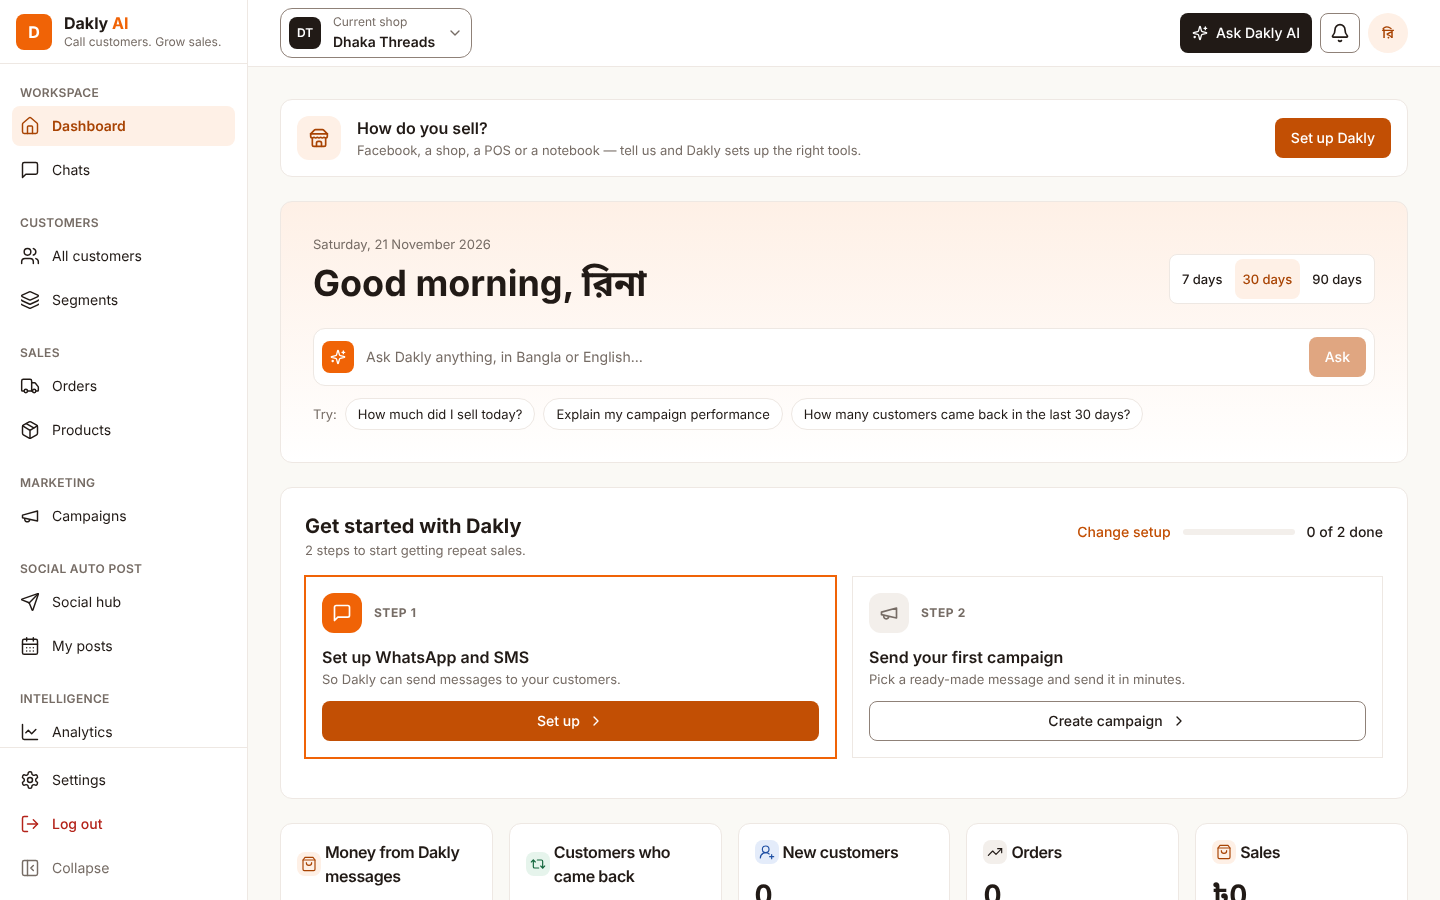 D
Dakly AI
Call customers. Grow sales.
WORKSPACE
Dashboard
Chats
CUSTOMERS
All customers
Segments
SALES
Orders
Products
MARKETING
Campaigns
SOCIAL AUTO POST
Social hub
My posts
INTELLIGENCE
Analytics
Settings
Log out
Collapse
DT
Current shop
Dhaka Threads
Ask Dakly AI
রি
How do you sell?
Facebook, a shop, a POS or a notebook — tell us and Dakly sets up the right tools.
Set up Dakly
Saturday, 21 November 2026
Good morning, রিনা
7 days
30 days
90 days
Ask Dakly anything, in Bangla or English...
Ask
Try:
How much did I sell today?
Explain my campaign performance
How many customers came back in the last 30 days?
Get started with Dakly
2 steps to start getting repeat sales.
Change setup
0 of 2 done
STEP 1
Set up WhatsApp and SMS
So Dakly can send messages to your customers.
Set up
STEP 2
Send your first campaign
Pick a ready-made message and send it in minutes.
Create campaign
Money from Dakly
messages
Customers who
came back
New customers
0
Orders
0
Sales
৳0